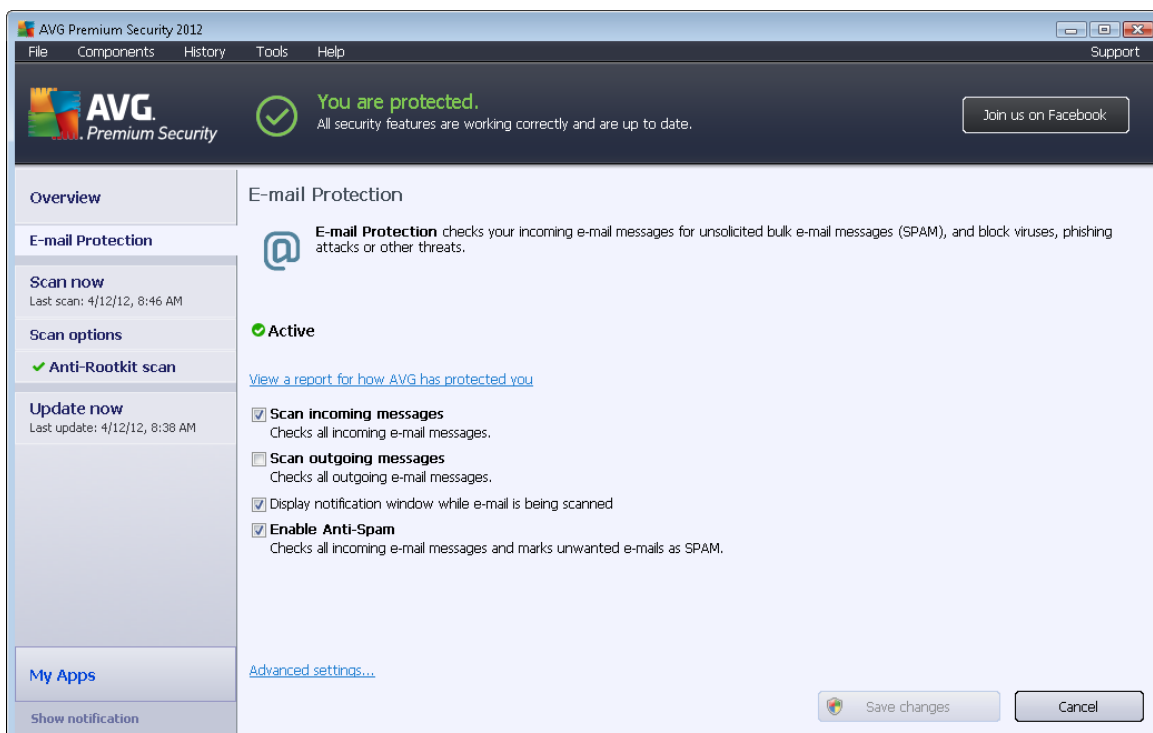 AVG Premium Security 2012
File Components History Tools Help Support
AVG.
Premium Security
You are protected.
All security features are working correctly and are up to date.
Join us on Facebook
Overview
E-mail Protection
Scan now
Last scan: 4/12/12, 8:46 AM
Scan options
Anti-Rootkit scan
Update now
Last update: 4/12/12, 8:38 AM
My Apps
Show notification
E-mail Protection
@
E-mail Protection checks your incoming e-mail messages for unsolicited bulk e-mail messages (SPAM), and block viruses, phishing
attacks or other threats.
Active
View a report for how AVG has protected you
Scan incoming messages
Checks all incoming e-mail messages.
Scan outgoing messages
Checks all outgoing e-mail messages.
Display notification window while e-mail is being scanned
Enable Anti-Spam
Checks all incoming e-mail messages and marks unwanted e-mails as SPAM.
Advanced settings...
Save changes
Cancel